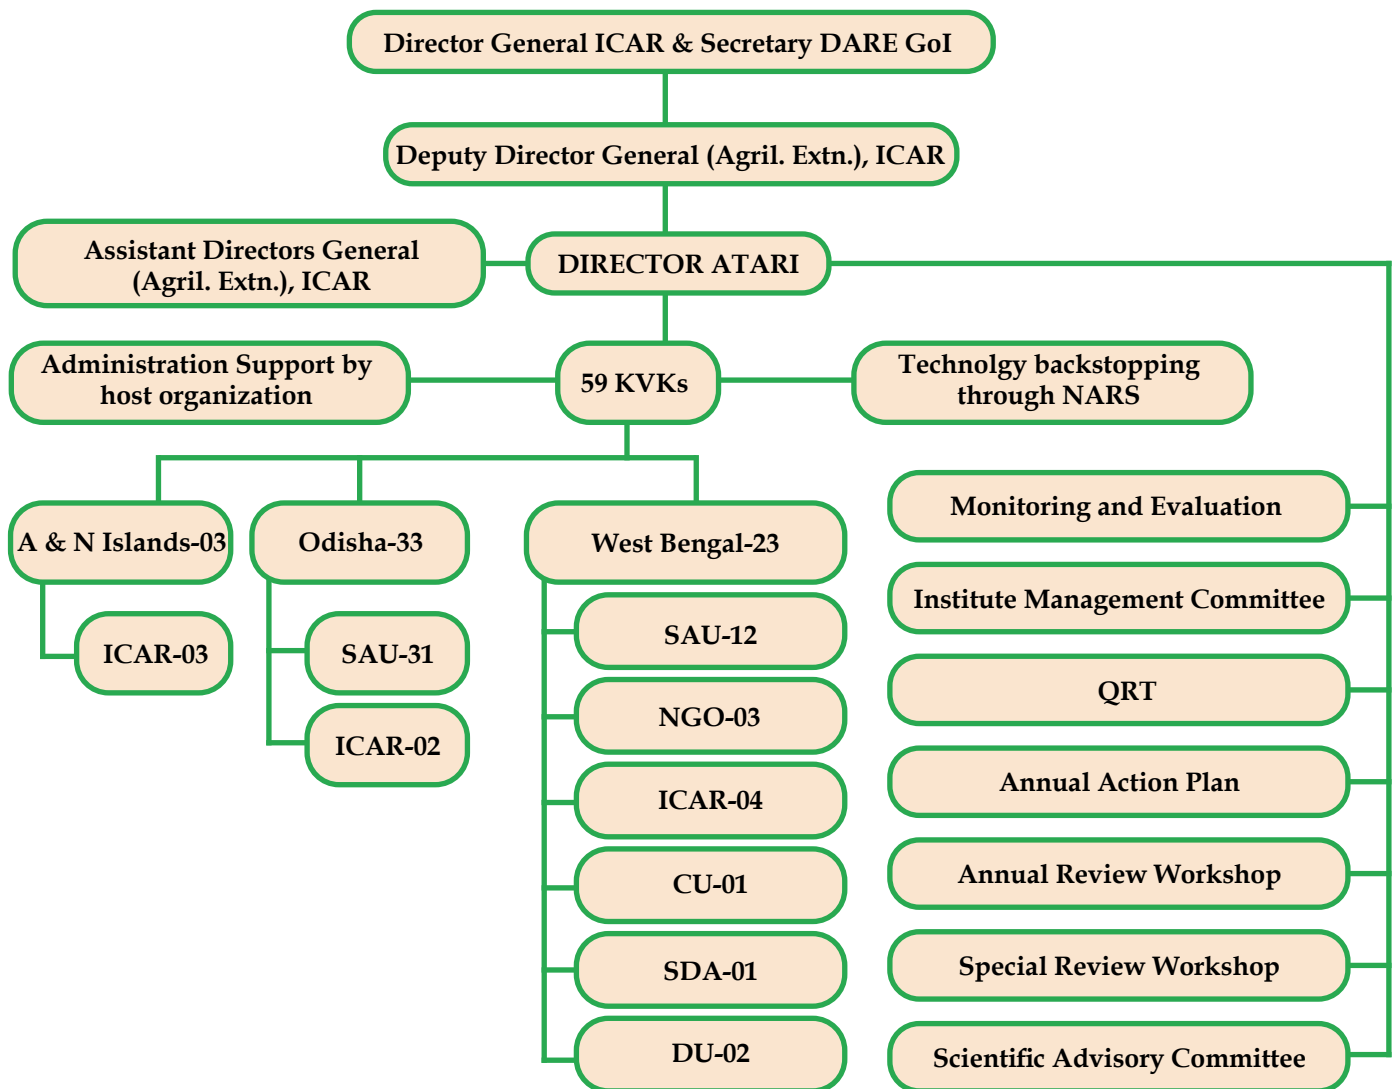 Director General ICAR & Secretary DARE GoI
Deputy Director General (Agril. Extn.), ICAR
Assistant Directors General
(Agril. Extn.), ICAR
DIRECTOR ATARI
Administration Support by
host organization
59 KVKs
Technolgy backstopping
through NARS
A & N Islands-03
ICAR-03
Odisha-33
SAU-31
ICAR-02
West Bengal-23
SAU-12
NGO-03
ICAR-04
CU-01
SDA-01
DU-02
Monitoring and Evaluation
Institute Management Committee
QRT
Annual Action Plan
Annual Review Workshop
Special Review Workshop
Scientific Advisory Committee